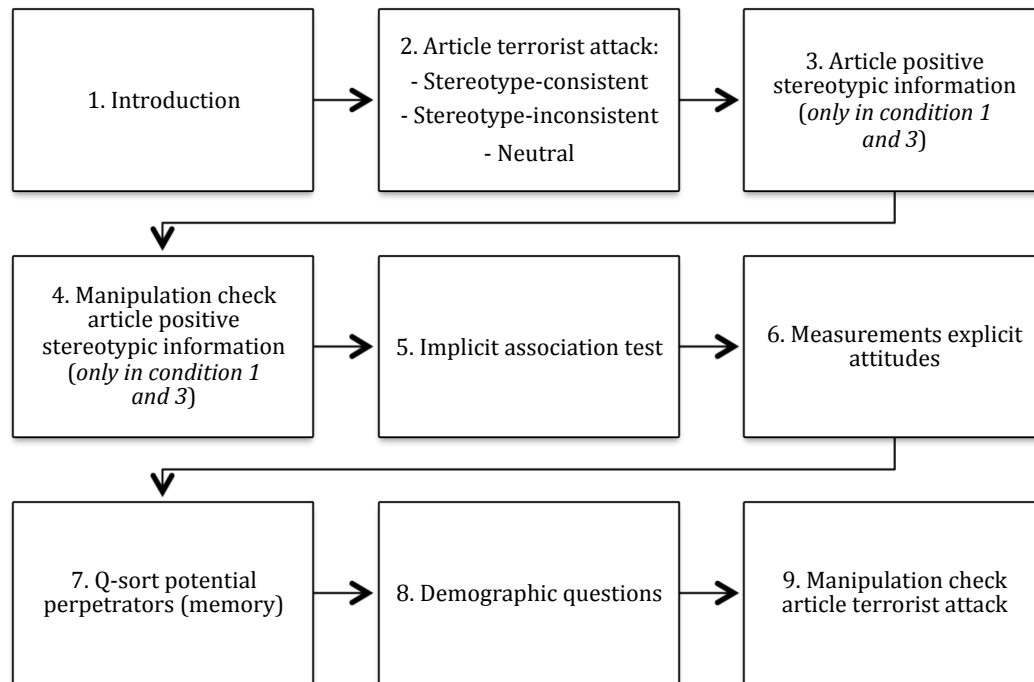 1. Introduction
2. Article terrorist attack:
- Stereotype-consistent
- Stereotype-inconsistent
- Neutral
3. Article positive
stereotypic information
(only in condition 1
and 3)
4. Manipulation check
article positive
stereotypic information
(only in condition 1
and 3)
5. Implicit association test
6. Measurements explicit
attitudes
7. Q-sort potential
perpetrators (memory)
8. Demographic questions
9. Manipulation check
article terrorist attack